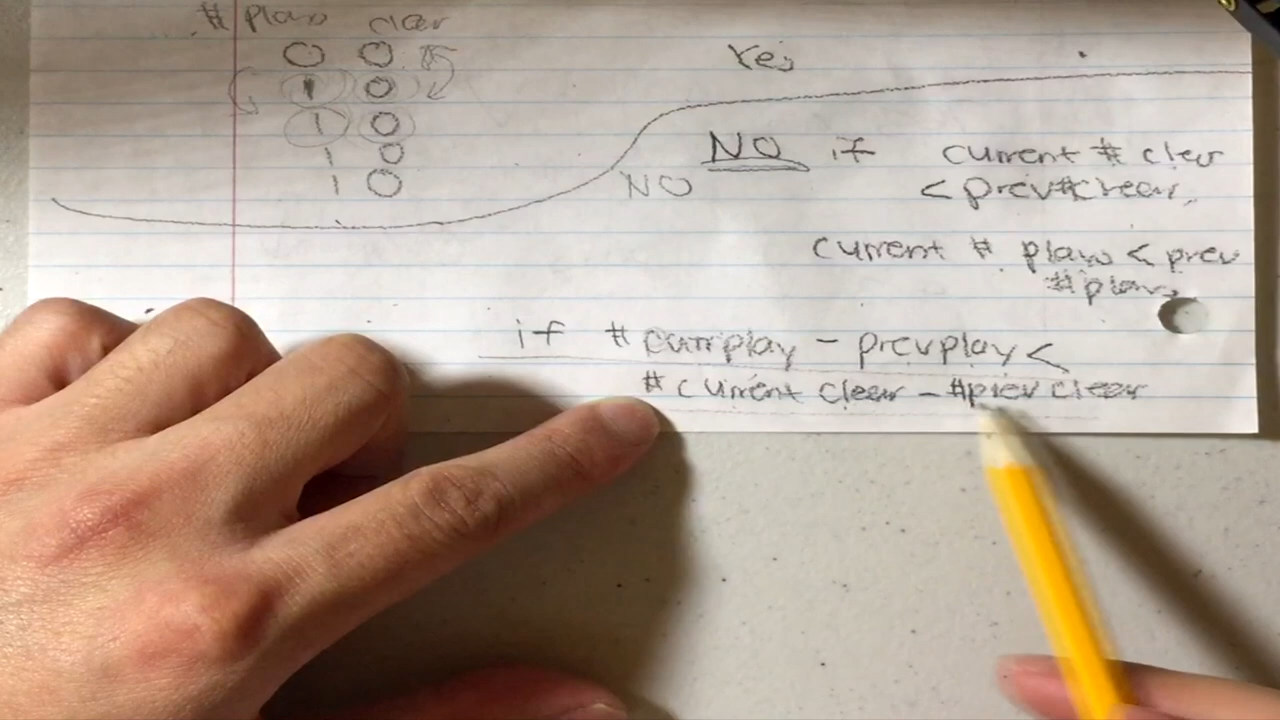 # plays clear
0 0
1 0
1 0
1 0
1 0
Yes
NO
NO if current # clear
< prev # clear
current # plays < prev
# plays
if # currplay - prevplay <
# current clear - # prev clear